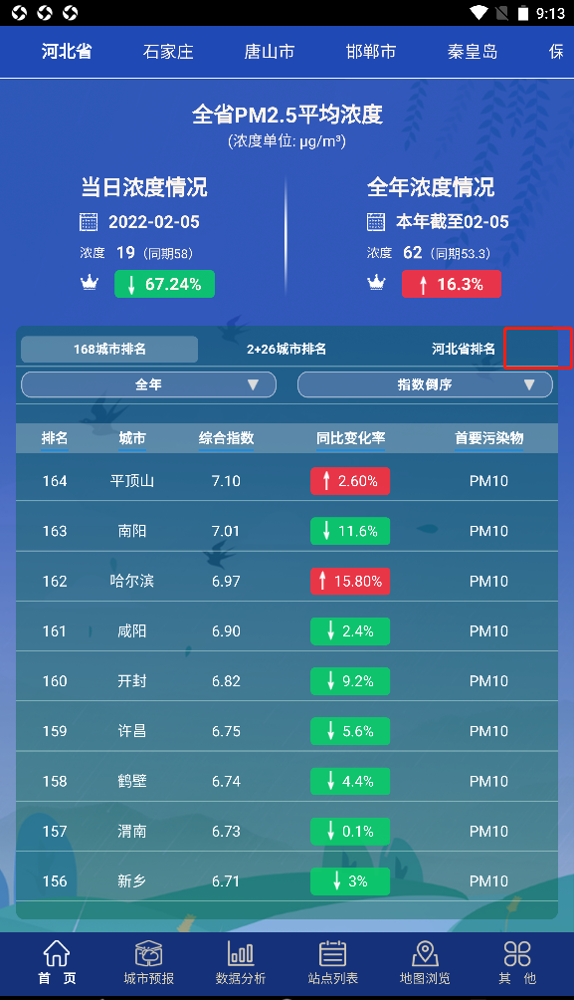 9:13
河北省 石家庄 唐山市 邯郸市 秦皇岛 保
全省PM2.5平均浓度
(浓度单位: μg/m³)
当日浓度情况 全年浓度情况
2022-02-05 本年截至02-05
浓度 19（同期58） 浓度 62（同期53.3）
67.24% 16.3%
168城市排名 2+26城市排名 河北省排名
全年 ▼ 指数倒序 ▼
排名 城市 综合指数 同比变化率 首要污染物
164 平顶山 7.10 ↑ 2.60% PM10
163 南阳 7.01 ↓ 11.6% PM10
162 哈尔滨 6.97 ↑ 15.80% PM10
161 咸阳 6.90 ↓ 2.4% PM10
160 开封 6.82 ↓ 9.2% PM10
159 许昌 6.75 ↓ 5.6% PM10
158 鹤壁 6.74 ↓ 4.4% PM10
157 渭南 6.73 ↓ 0.1% PM10
156 新乡 6.71 ↓ 3% PM10
首 页 城市预报 数据分析 站点列表 地图浏览 其 他